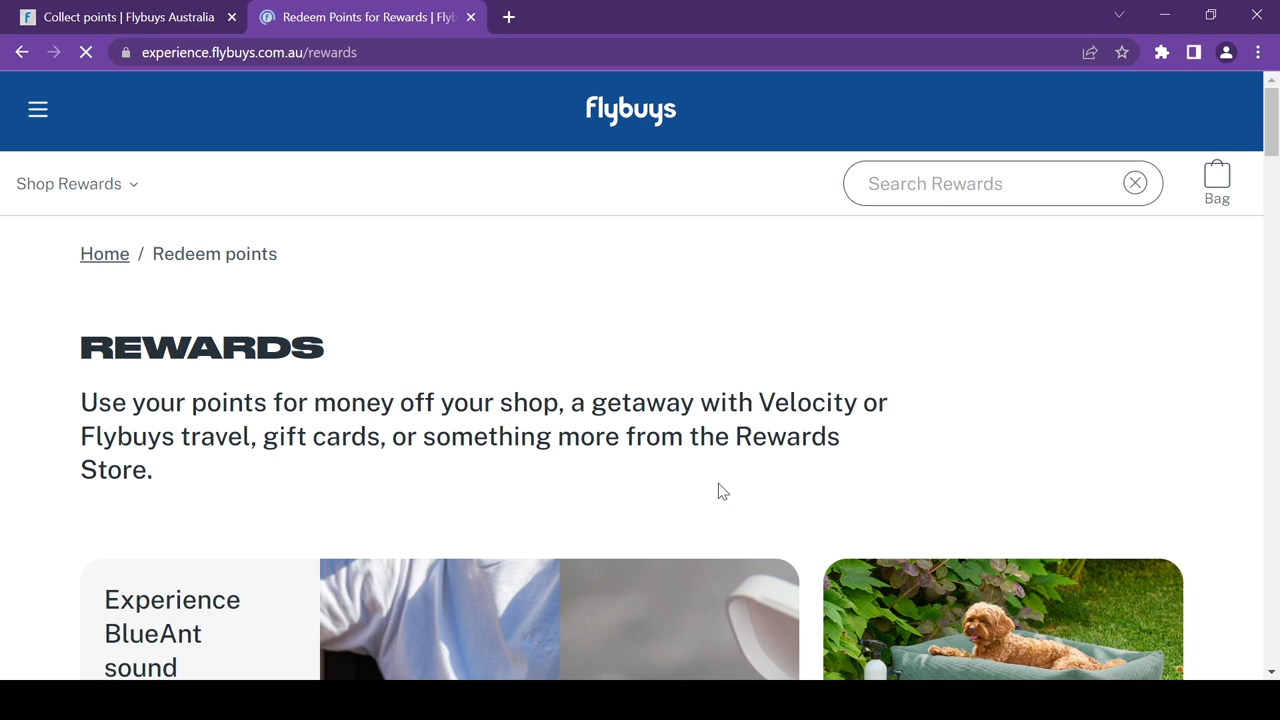 Collect points | Flybuys Australia
Redeem Points for Rewards | Flyb
experience.flybuys.com.au/rewards
flybuys
Shop Rewards
Search Rewards
Bag
Home / Redeem points
REWARDS
Use your points for money off your shop, a getaway with Velocity or
Flybuys travel, gift cards, or something more from the Rewards
Store.
Experience
BlueAnt
sound